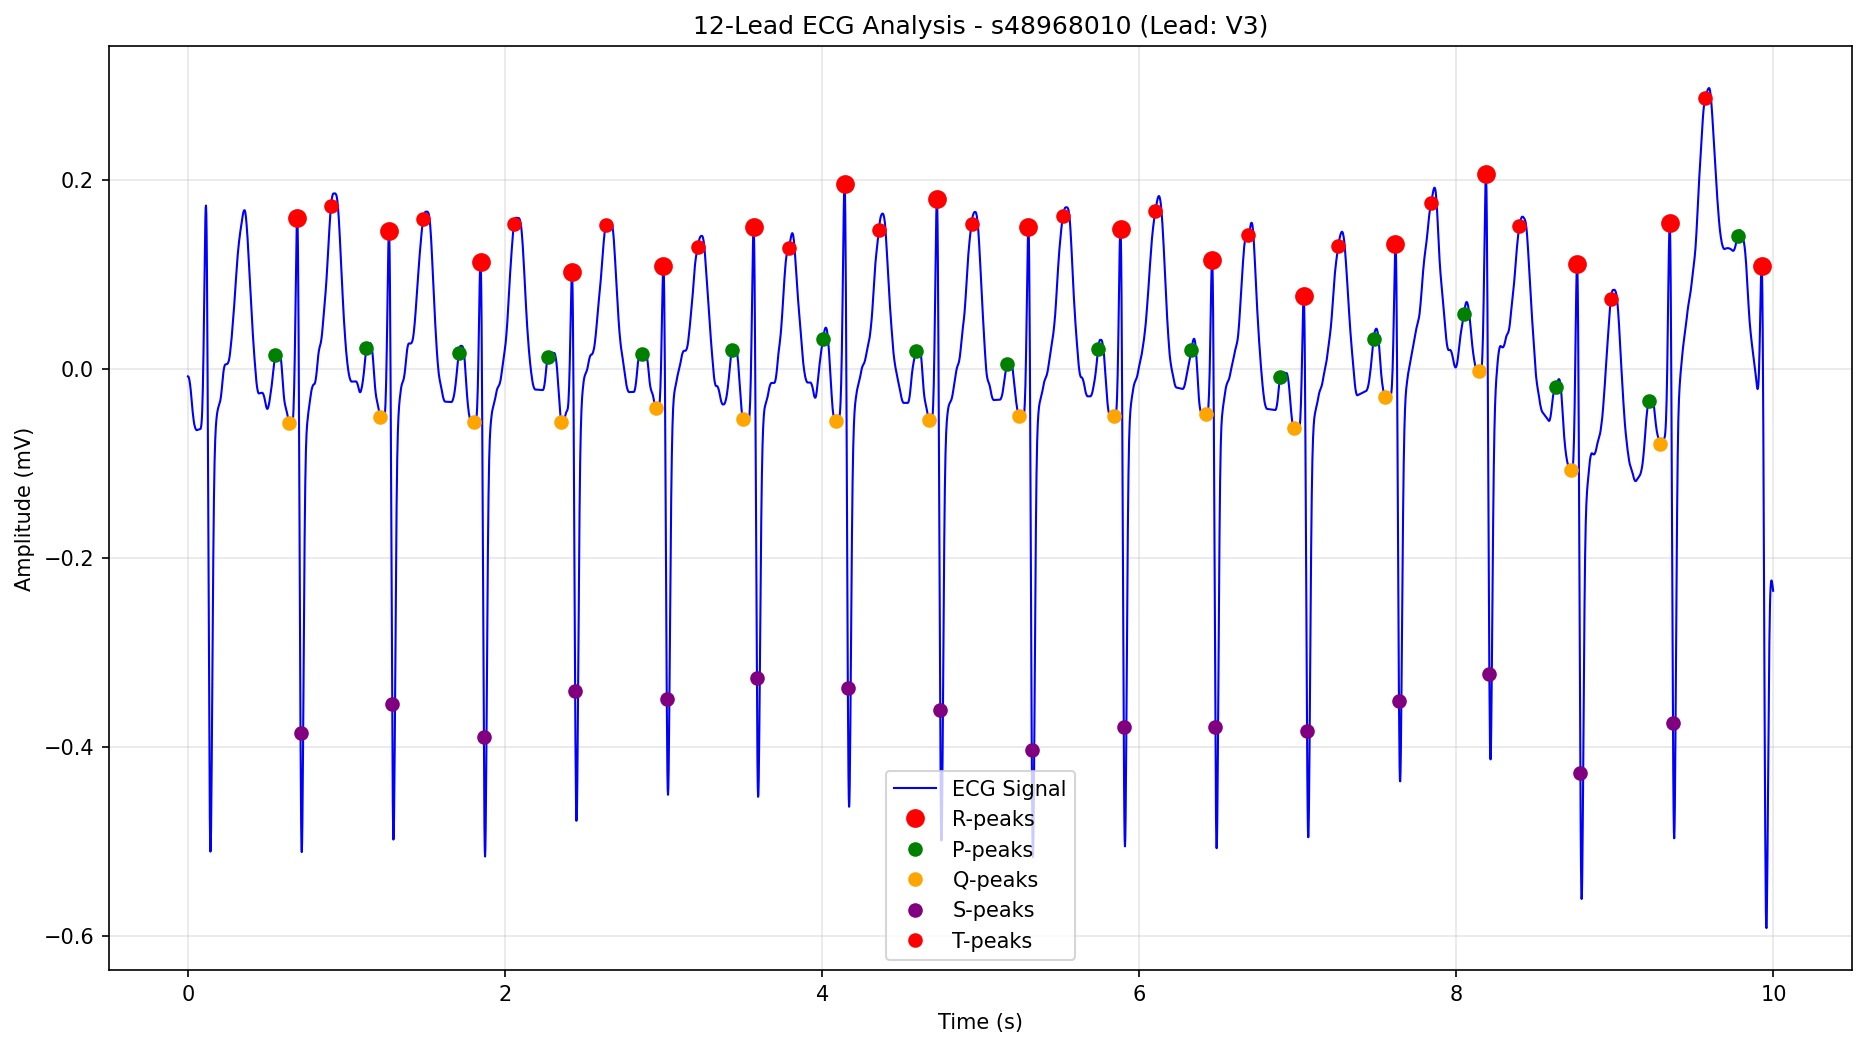 12-Lead ECG Analysis - s48968010 (Lead: V3)
Amplitude (mV)
0.2
0.0
−0.2
−0.4
−0.6
ECG Signal
R-peaks
P-peaks
Q-peaks
S-peaks
T-peaks
0 2 4 6 8 10
Time (s)